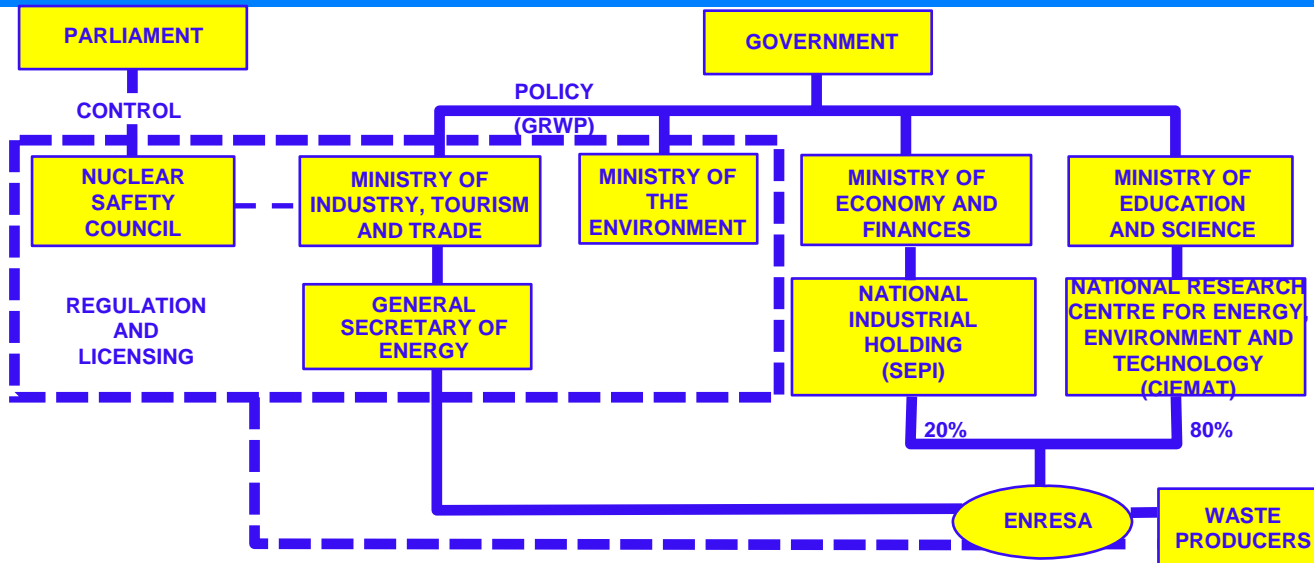 PARLIAMENT
GOVERNMENT
CONTROL
POLICY
(GRWP)
NUCLEAR
SAFETY
COUNCIL
MINISTRY OF
INDUSTRY, TOURISM
AND TRADE
MINISTRY OF
THE
ENVIRONMENT
MINISTRY OF
ECONOMY AND
FINANCES
MINISTRY OF
EDUCATION
AND SCIENCE
REGULATION
AND
LICENSING
GENERAL
SECRETARY OF
ENERGY
NATIONAL
INDUSTRIAL
HOLDING
(SEPI)
NATIONAL RESEARCH
CENTRE FOR ENERGY,
ENVIRONMENT AND
TECHNOLOGY
(CIEMAT)
20%
80%
ENRESA
WASTE
PRODUCERS